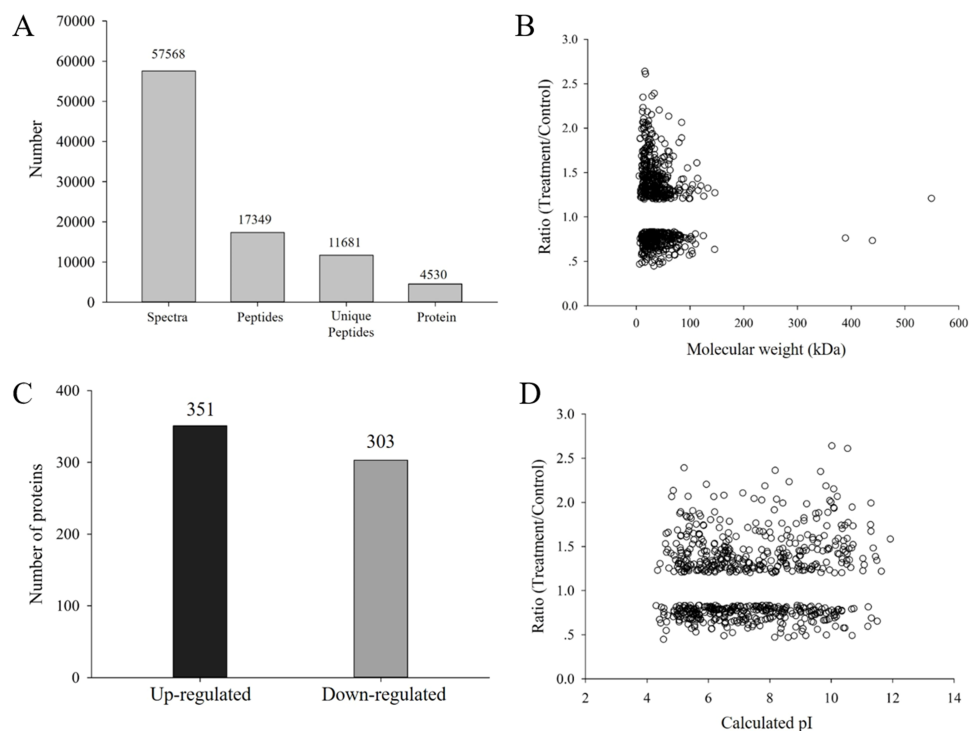 A
Number
70000
60000
50000
40000
30000
20000
10000
0
57568
17349
11681
4530
Spectra
Peptides
Unique
Peptides
Protein
B
Ratio (Treatment/Control)
3.0
2.5
2.0
1.5
1.0
.5
0.0
0
100
200
300
400
500
600
Molecular weight (kDa)
C
Number of proteins
400
300
200
100
0
351
303
Up-regulated
Down-regulated
D
Ratio (Treatment/Control)
3.0
2.5
2.0
1.5
1.0
.5
0.0
2
4
6
8
10
12
14
Calculated pI